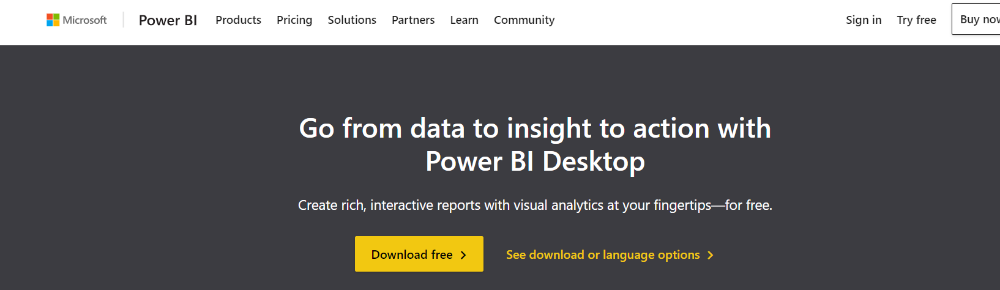 Microsoft Power BI Products Pricing Solutions Partners Learn Community Sign in Try free Buy now
Go from data to insight to action with
Power BI Desktop
Create rich, interactive reports with visual analytics at your fingertips—for free.
Download free See download or language options